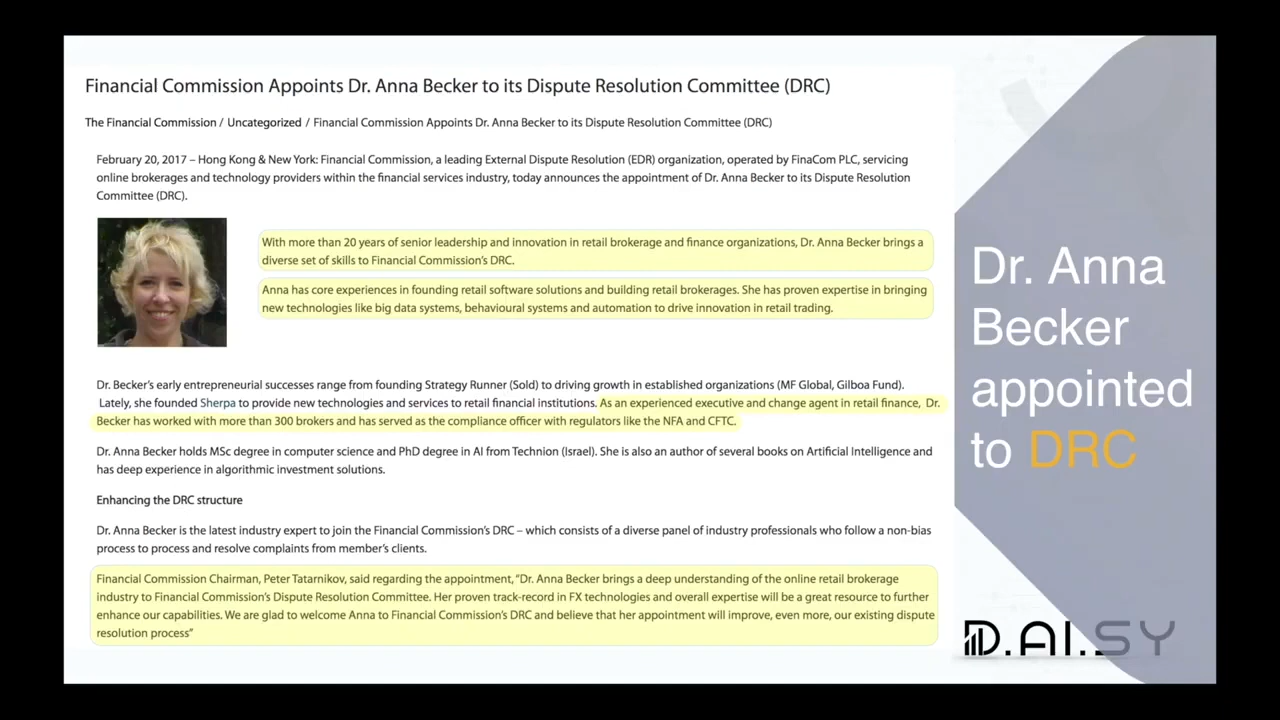 Financial Commission Appoints Dr. Anna Becker to its Dispute Resolution Committee (DRC)
The Financial Commission / Uncategorized / Financial Commission Appoints Dr. Anna Becker to its Dispute Resolution Committee (DRC)
February 20, 2017 – Hong Kong & New York: Financial Commission, a leading External Dispute Resolution (EDR) organization, operated by FinaCom PLC, servicing
online brokerages and technology providers within the financial services industry, today announces the appointment of Dr. Anna Becker to its Dispute Resolution
Committee (DRC).
With more than 20 years of senior leadership and innovation in retail brokerage and finance organizations, Dr. Anna Becker brings a
diverse set of skills to Financial Commission's DRC.
Anna has core experiences in founding retail software solutions and building retail brokerages. She has proven expertise in bringing
new technologies like big data systems, behavioural systems and automation to drive innovation in retail trading.
Dr. Becker's early entrepreneurial successes range from founding Strategy Runner (Sold) to driving growth in established organizations (MF Global, Gilboa Fund).
Lately, she founded Sherpa to provide new technologies and services to retail financial institutions. As an experienced executive and change agent in retail finance, Dr.
Becker has worked with more than 300 brokers and has served as the compliance officer with regulators like the NFA and CFTC.
Dr. Anna Becker holds MSc degree in computer science and PhD degree in AI from Technion (Israel). She is also an author of several books on Artificial Intelligence and
has deep experience in algorithmic investment solutions.
Enhancing the DRC structure
Dr. Anna Becker is the latest industry expert to join the Financial Commission's DRC – which consists of a diverse panel of industry professionals who follow a non-bias
process to process and resolve complaints from member's clients.
Financial Commission Chairman, Peter Tatarnikov, said regarding the appointment, "Dr. Anna Becker brings a deep understanding of the online retail brokerage
industry to Financial Commission's Dispute Resolution Committee. Her proven track-record in FX technologies and overall expertise will be a great resource to further
enhance our capabilities. We are glad to welcome Anna to Financial Commission's DRC and believe that her appointment will improve, even more, our existing dispute
resolution process"
Dr. Anna
Becker
appointed
to DRC
D.AI.SY